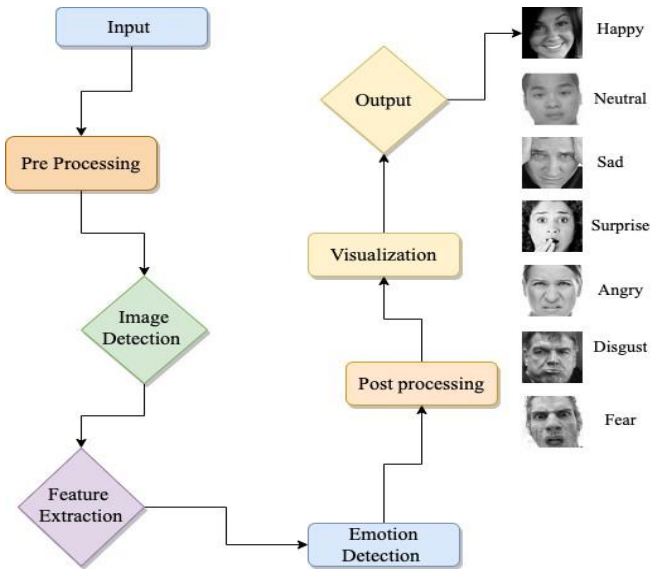 Input
Pre Processing
Image
Detection
Feature
Extraction
Emotion
Detection
Post processing
Visualization
Output
Happy
Neutral
Sad
Surprise
Angry
Disgust
Fear